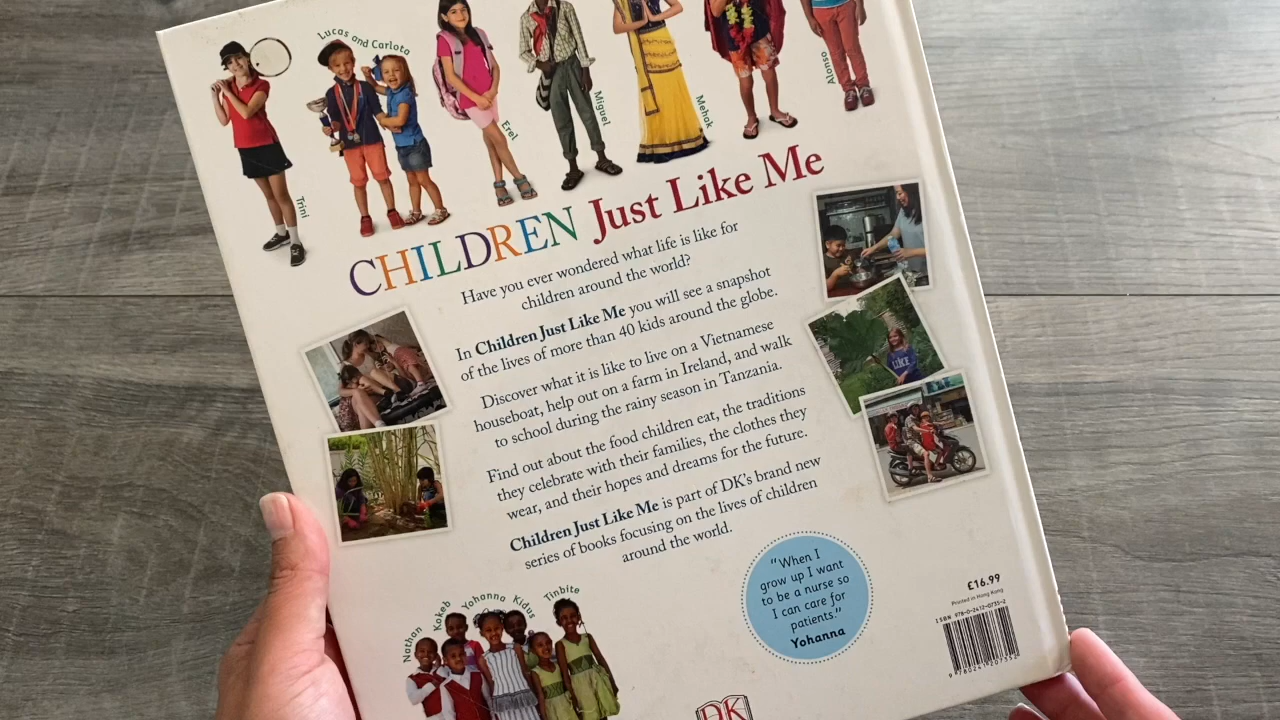 Lucas and Carlota
Trini
Erel
Miguel
Mehak
Alonso
CHILDREN Just Like Me
Have you ever wondered what life is like for
children around the world?
In Children Just Like Me you will see a snapshot
of the lives of more than 40 kids around the globe.
Discover what it is like to live on a Vietnamese
houseboat, help out on a farm in Ireland, and walk
to school during the rainy season in Tanzania.
Find out about the food children eat, the traditions
they celebrate with their families, the clothes they
wear, and their hopes and dreams for the future.
Children Just Like Me is part of DK's brand new
series of books focusing on the lives of children
around the world.
Nathan
Kokeb
Yohanna
Kidus
Tinbite
"When I
grow up I want
to be a nurse so
I can care for
patients."
Yohanna
£16.99
Printed in Hong Kong
ISBN 978-0-2412-0735-2
9 780241 207352
DK